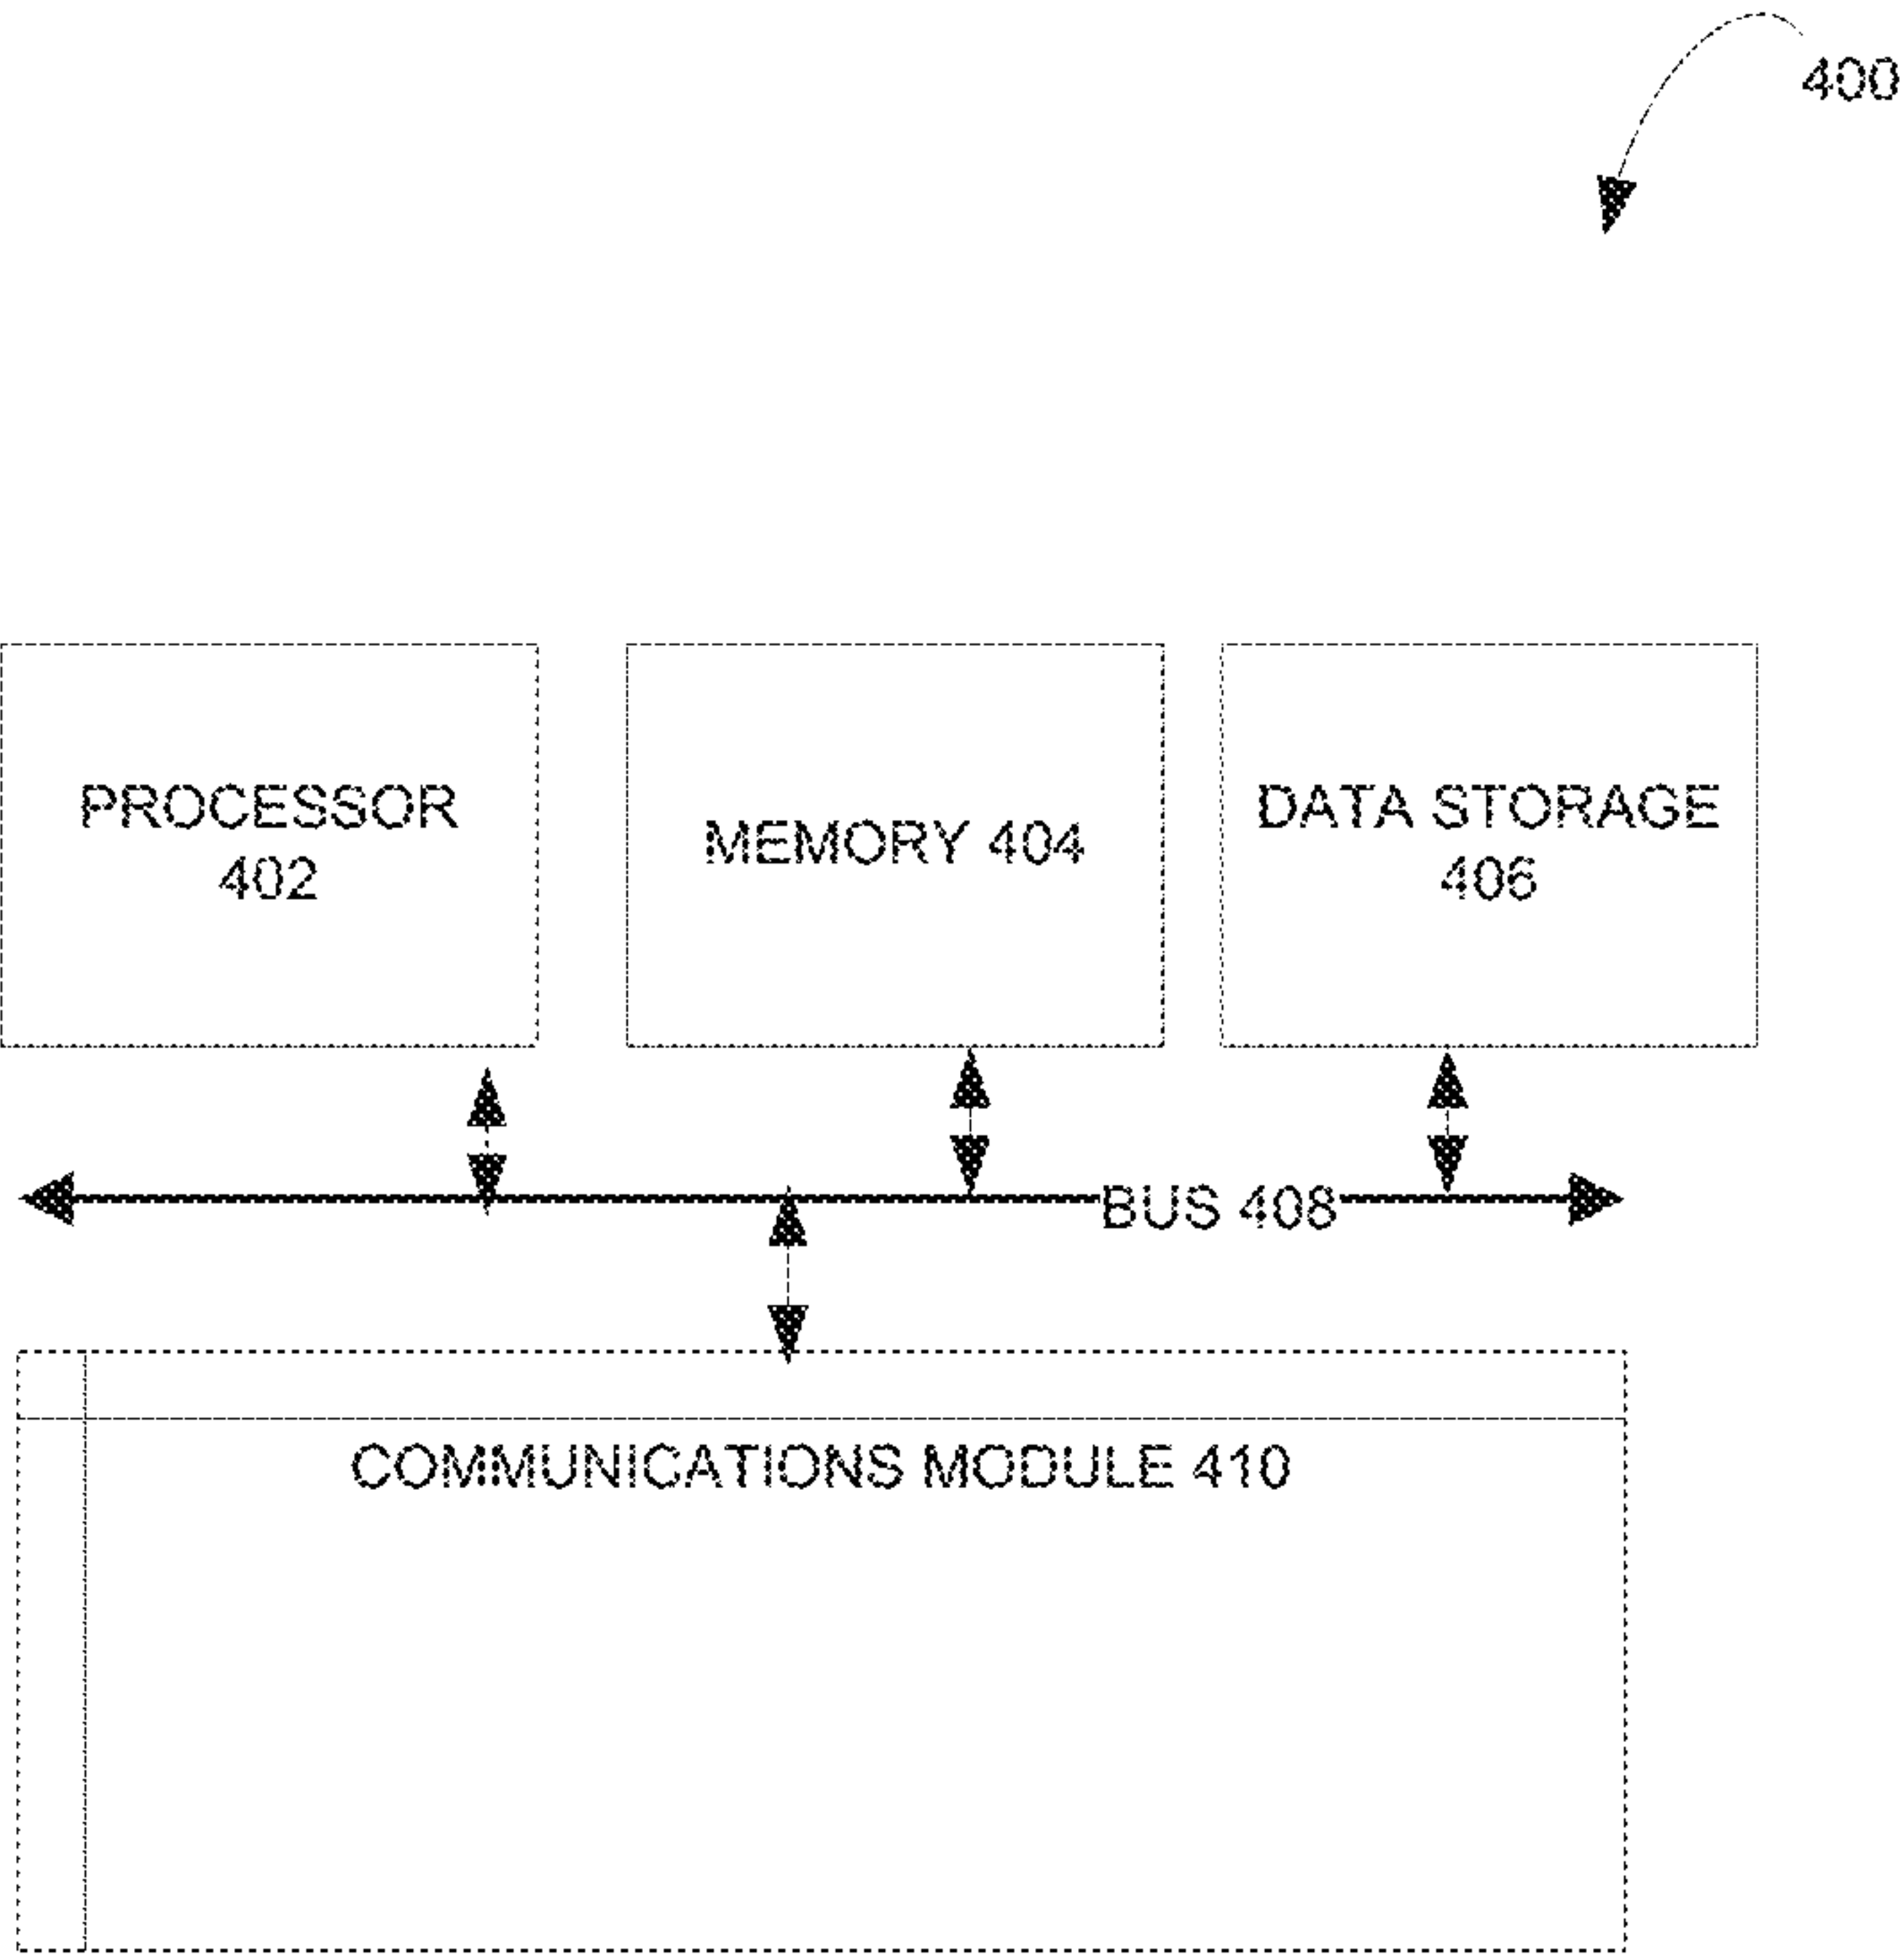 400
PROCESSOR
402
MEMORY 404
DATA STORAGE
406
BUS 408
COMMUNICATIONS MODULE 410